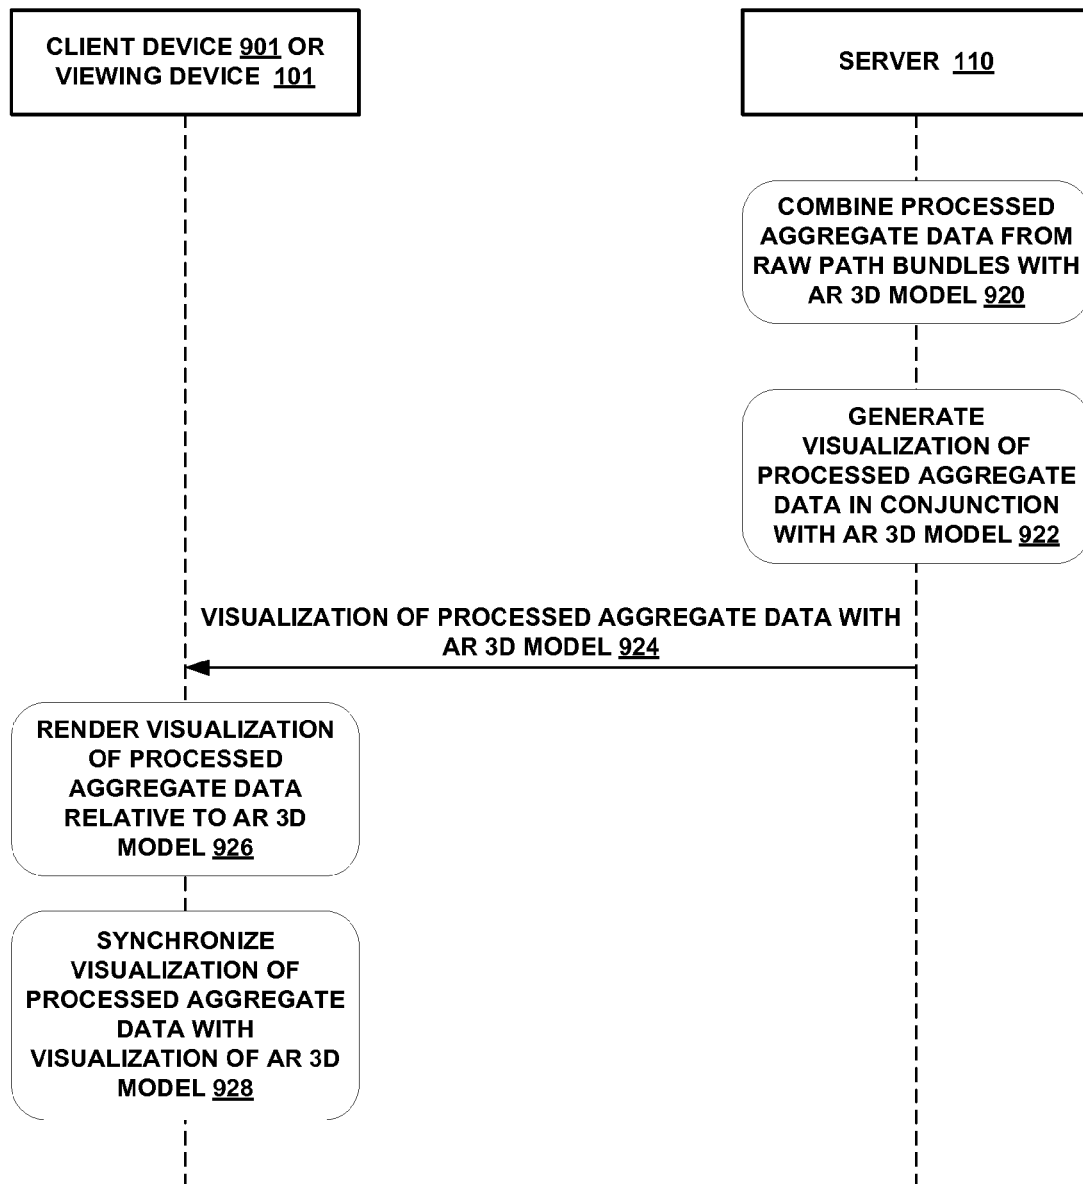 CLIENT DEVICE 901 OR
VIEWING DEVICE 101
SERVER 110
COMBINE PROCESSED
AGGREGATE DATA FROM
RAW PATH BUNDLES WITH
AR 3D MODEL 920
GENERATE
VISUALIZATION OF
PROCESSED AGGREGATE
DATA IN CONJUNCTION
WITH AR 3D MODEL 922
VISUALIZATION OF PROCESSED AGGREGATE DATA WITH
AR 3D MODEL 924
RENDER VISUALIZATION
OF PROCESSED
AGGREGATE DATA
RELATIVE TO AR 3D
MODEL 926
SYNCHRONIZE
VISUALIZATION OF
PROCESSED AGGREGATE
DATA WITH
VISUALIZATION OF AR 3D
MODEL 928